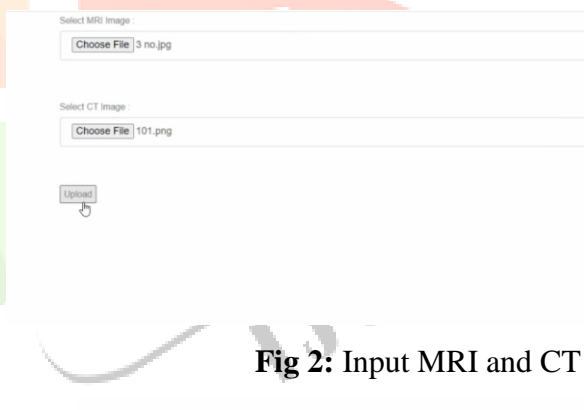 Select MRI Image :
Choose File 3 no.jpg
Select CT Image :
Choose File 101.png
Upload
Fig 2: Input MRI and CT